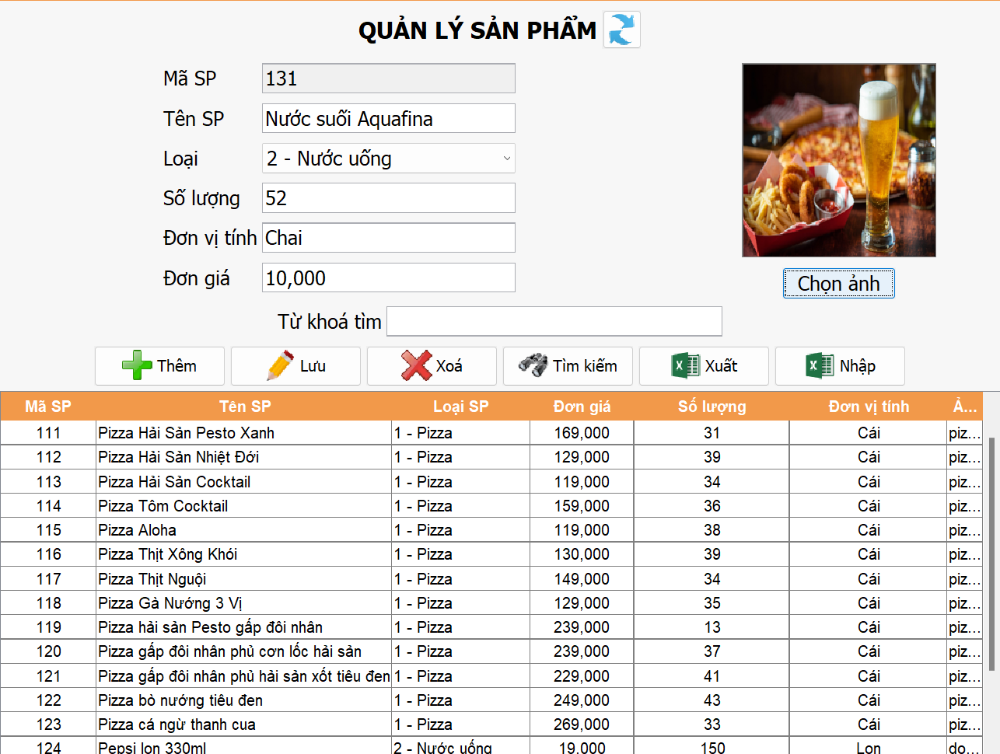 QUẢN LÝ SẢN PHẨM
Mã SP 131
Tên SP Nước suối Aquafina
Loại 2 - Nước uống
Số lượng 52
Đơn vị tính Chai
Đơn giá 10,000
Chọn ảnh
Từ khoá tìm
Thêm Lưu Xoá Tìm kiếm Xuất Nhập
Mã SP Tên SP Loại SP Đơn giá Số lượng Đơn vị tính Ả...
111 Pizza Hải Sản Pesto Xanh 1 - Pizza 169,000 31 Cái piz...
112 Pizza Hải Sản Nhiệt Đới 1 - Pizza 129,000 39 Cái piz...
113 Pizza Hải Sản Cocktail 1 - Pizza 119,000 34 Cái piz...
114 Pizza Tôm Cocktail 1 - Pizza 159,000 36 Cái piz...
115 Pizza Aloha 1 - Pizza 119,000 38 Cái piz...
116 Pizza Thịt Xông Khói 1 - Pizza 130,000 39 Cái piz...
117 Pizza Thịt Nguội 1 - Pizza 149,000 34 Cái piz...
118 Pizza Gà Nướng 3 Vị 1 - Pizza 129,000 35 Cái piz...
119 Pizza hải sản Pesto gấp đôi nhân 1 - Pizza 239,000 13 Cái piz...
120 Pizza gấp đôi nhân phủ cơn lốc hải sản 1 - Pizza 239,000 37 Cái piz...
121 Pizza gấp đôi nhân phủ hải sản xốt tiêu đen 1 - Pizza 229,000 41 Cái piz...
122 Pizza bò nướng tiêu đen 1 - Pizza 249,000 43 Cái piz...
123 Pizza cá ngừ thanh cua 1 - Pizza 269,000 33 Cái piz...
124 Pepsi lon 330ml 2 - Nước uống 19,000 150 Lon do...